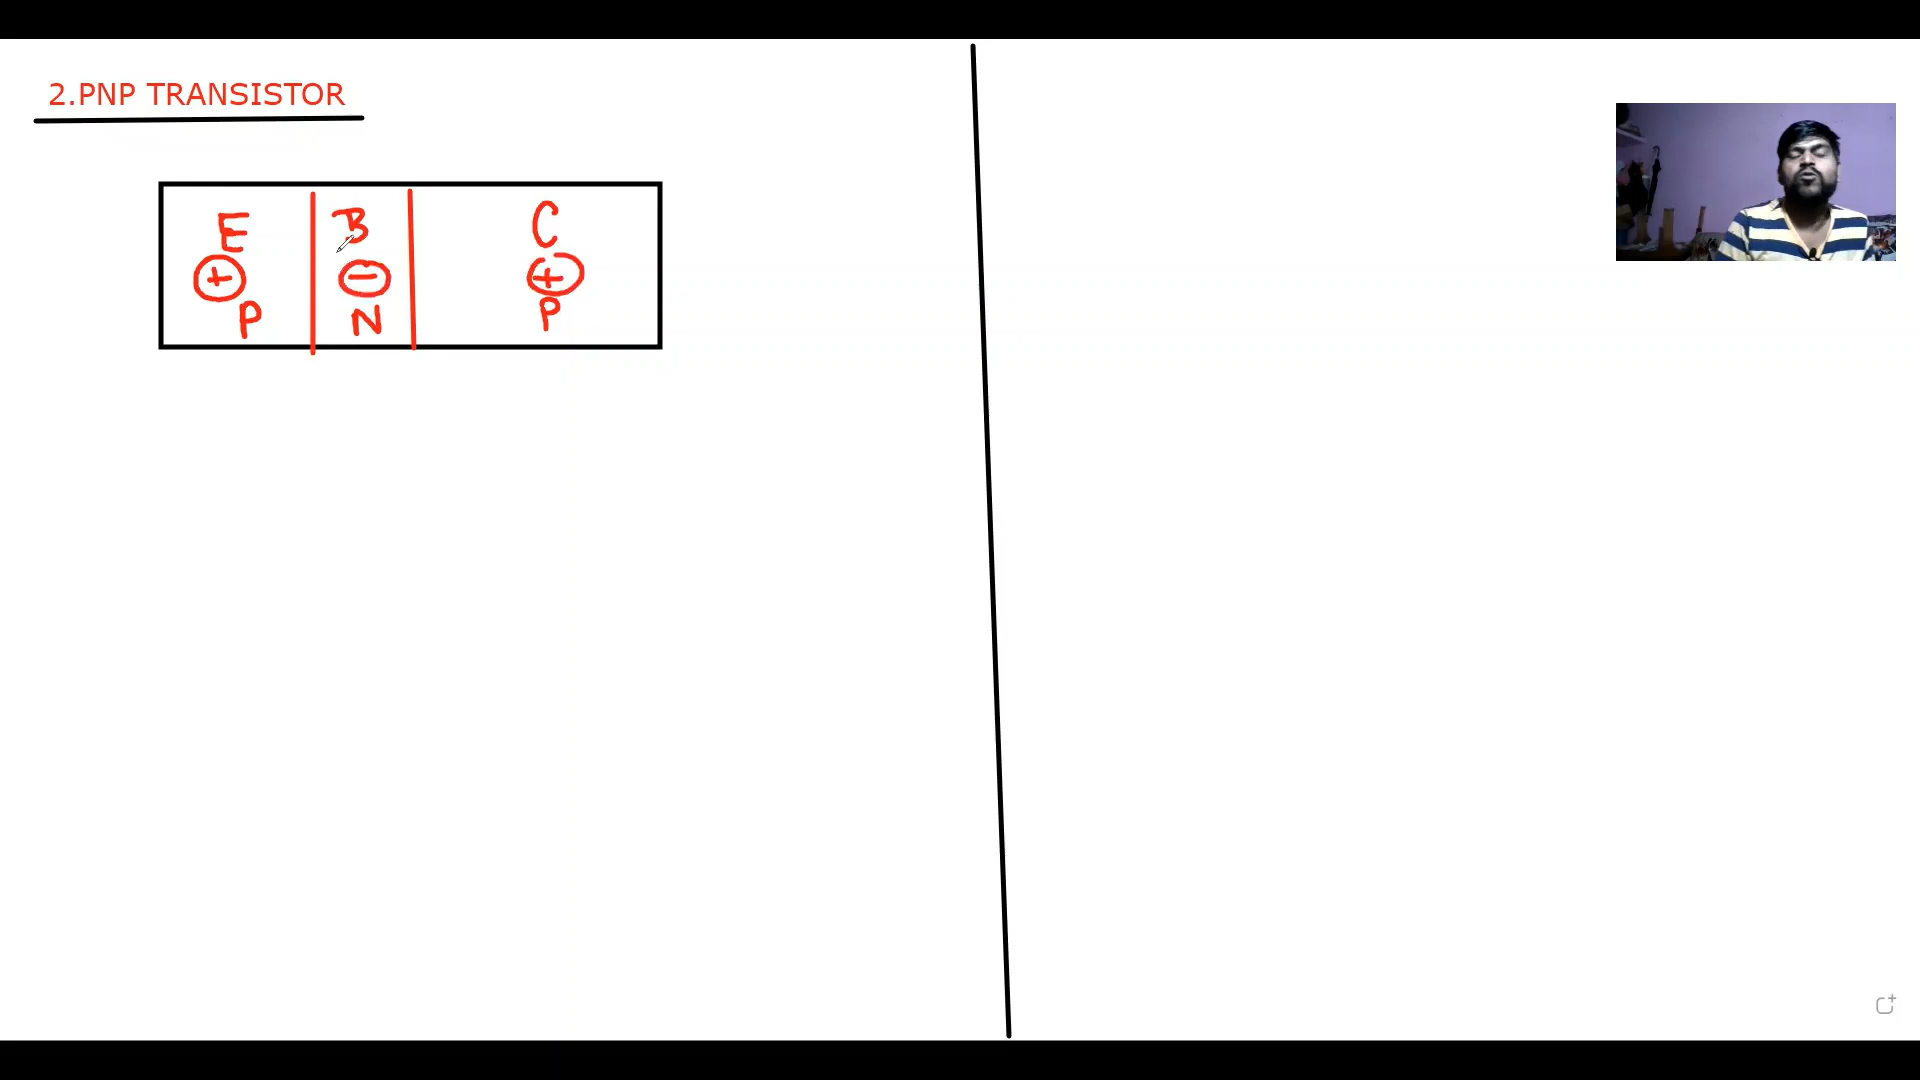 2.PNP TRANSISTOR
E B C
+ - +
P N P